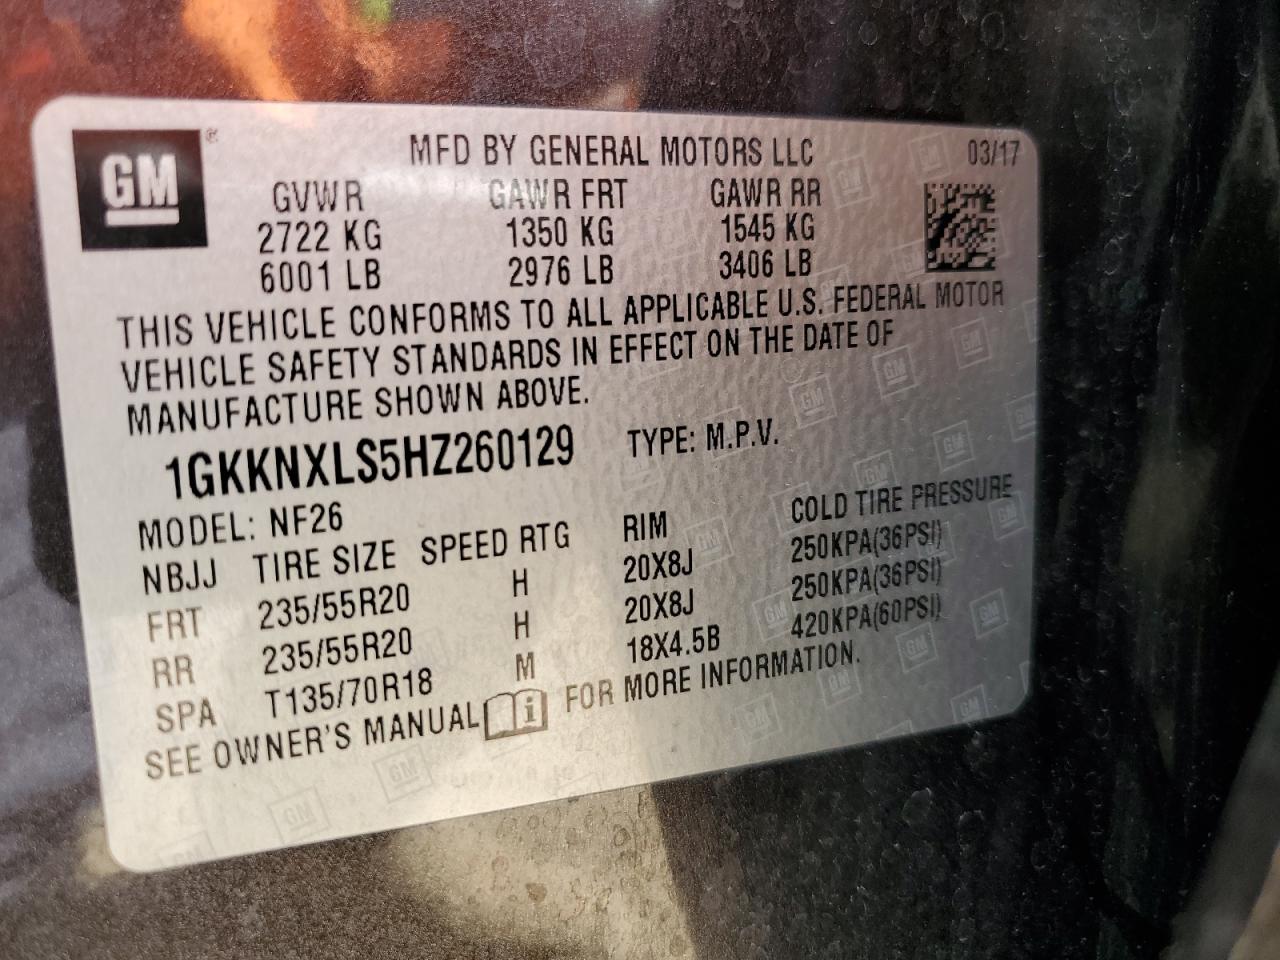 GM
MFD BY GENERAL MOTORS LLC 03/17
GVWR GAWR FRT GAWR RR
2722 KG 1350 KG 1545 KG
6001 LB 2976 LB 3406 LB
THIS VEHICLE CONFORMS TO ALL APPLICABLE U.S. FEDERAL MOTOR
VEHICLE SAFETY STANDARDS IN EFFECT ON THE DATE OF
MANUFACTURE SHOWN ABOVE.
1GKKNXLS5HZ260129 TYPE: M.P.V.
MODEL: NF26
NBJJ TIRE SIZE SPEED RTG RIM COLD TIRE PRESSURE
FRT 235/55R20 H 20X8J 250KPA(36PSI)
RR 235/55R20 H 20X8J 250KPA(36PSI)
SPA T135/70R18 M 18X4.5B 420KPA(60PSI)
SEE OWNER'S MANUAL i FOR MORE INFORMATION.